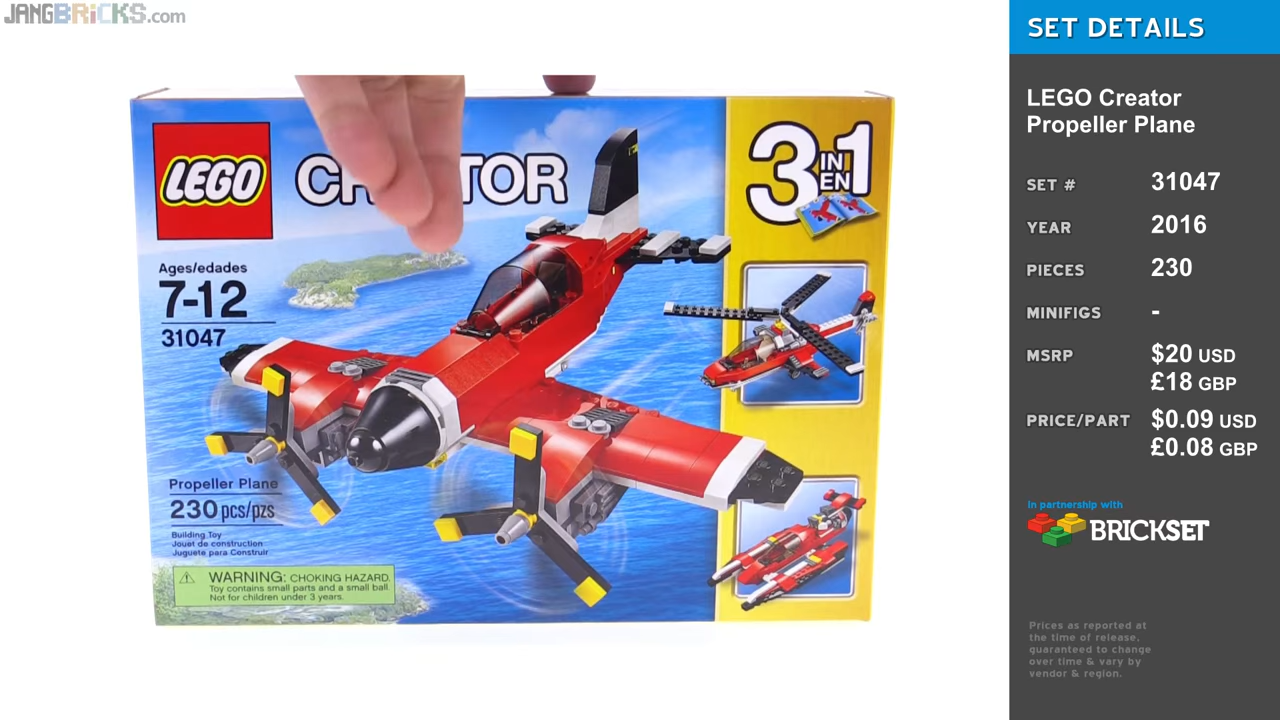 JANGBRiCKS.com
LEGO
CR TOR
3 IN EN 1
Ages/edades
7-12
31047
Propeller Plane
230 pcs/pzs
Building Toy
Jouet de construction
Juguete para Construir
WARNING: CHOKING HAZARD.
Toy contains small parts and a small ball.
Not for children under 3 years.
SET DETAILS
LEGO Creator
Propeller Plane
SET # 31047
YEAR 2016
PIECES 230
MINIFIGS -
MSRP $20 USD
£18 GBP
PRICE/PART $0.09 USD
£0.08 GBP
in partnership with
BRICKSET
Prices as reported at
the time of release,
guaranteed to change
over time & vary by
vendor & region.